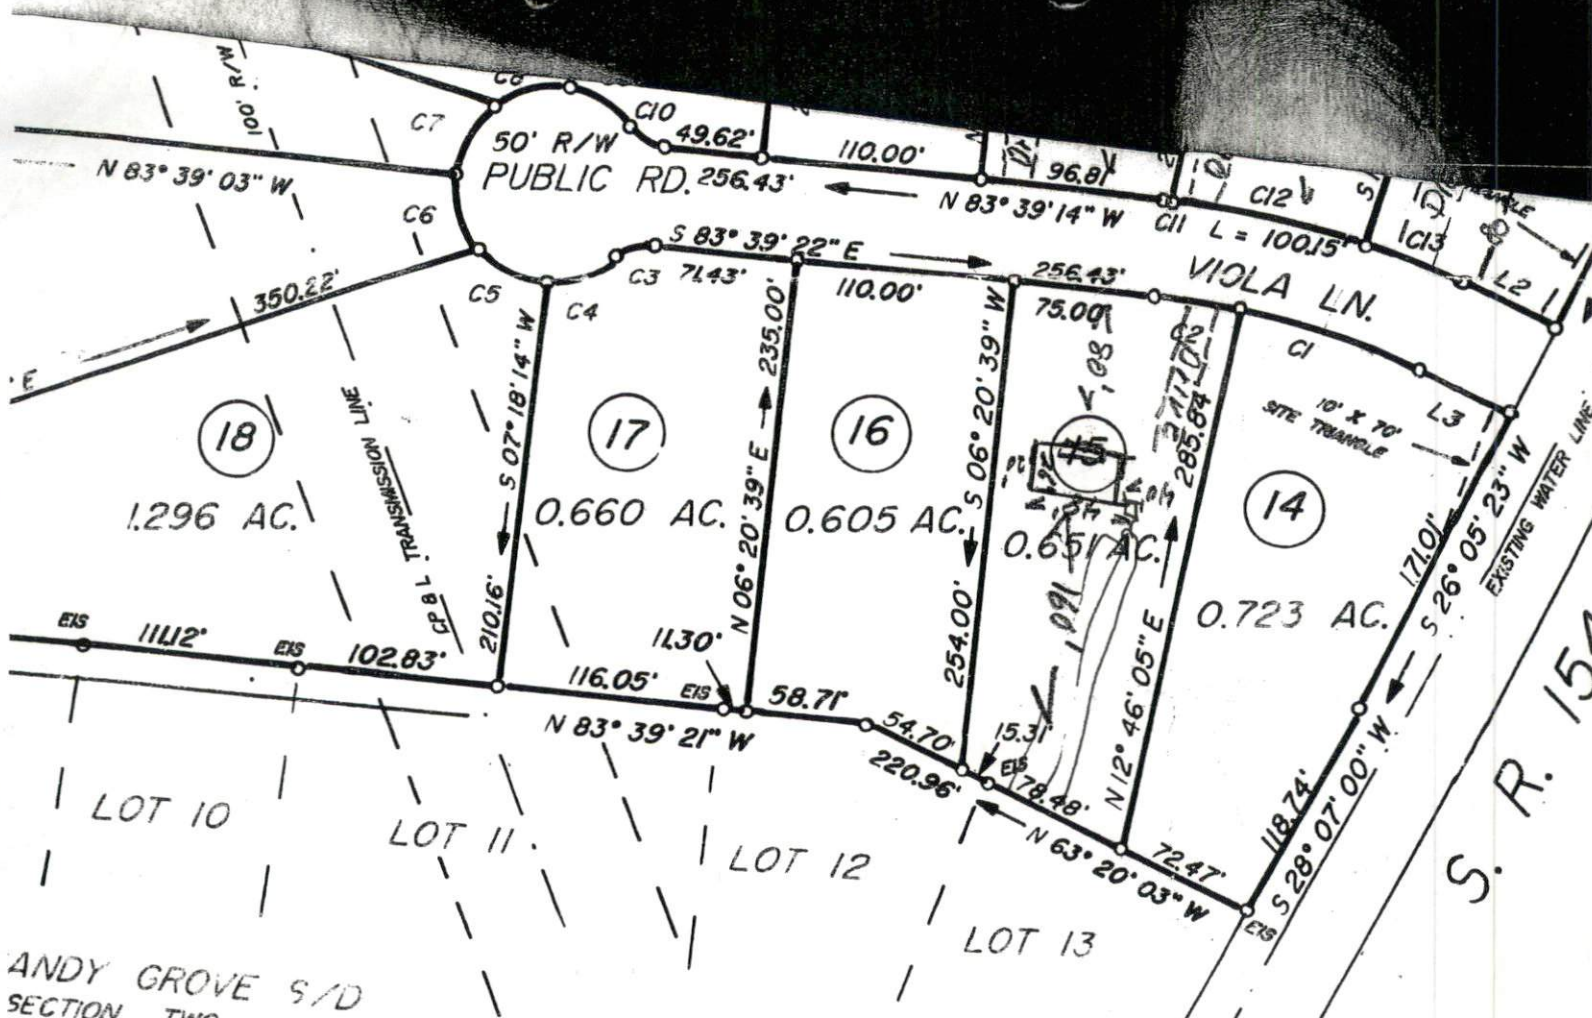 100' R/W
C7
C10
50' R/W
49.62'
PUBLIC RD.
256.43'
110.00'
96.81'
N 83° 39' 03" W
N 83° 39' 14" W
C11
C12
L = 100.15'
C13
L2
C6
S 83° 39' 22" E
VIOLA LN.
C3
71.43'
110.00'
256.43'
75.00'
C5
C4
C2
C1
350.22'
E
L3
10' X 70'
SITE TRIANGLE
235.00'
80'
18
17
16
15
14
1.296 AC.
0.660 AC.
0.605 AC.
0.651 AC.
0.723 AC.
CP & L TRANSMISSION LINE
S 07° 18' 14" W
210.16'
N 06° 20' 39" E
S 06° 20' 39" W
254.00'
160'
N 12° 46' 05" E
285.84'
171.01'
S 26° 05' 23" W
EXISTING WATER LINE
118.74'
S 28° 07' 00" W
S. R.
EIS
111.12'
EIS
102.83'
116.05'
11.30'
EIS
58.71'
54.70'
15.31'
EIS
78.48'
72.47'
EIS
N 83° 39' 21" W
220.96'
N 63° 20' 03" W
LOT 10
LOT 11
LOT 12
LOT 13
ANDY GROVE S/D
SECTION TWO